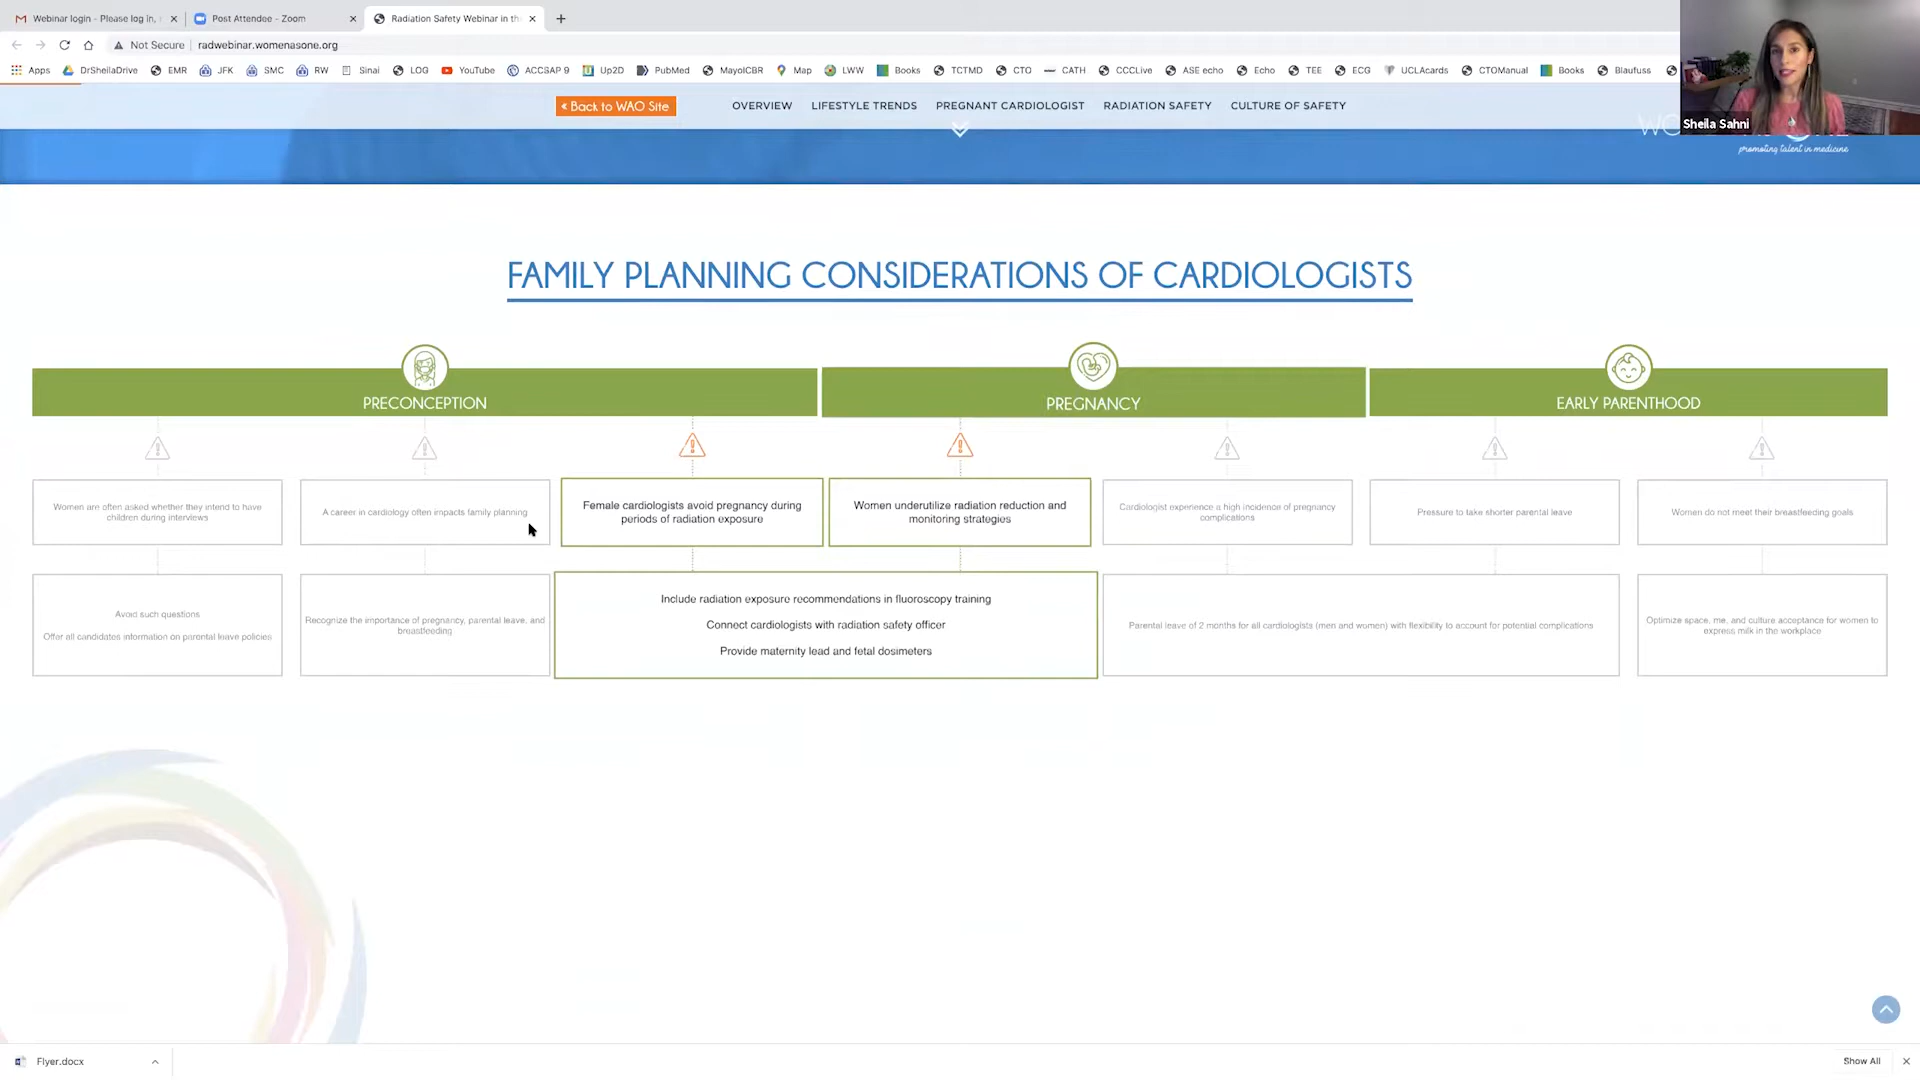 Webinar login - Please log in,
Post Attendee - Zoom
Radiation Safety Webinar in th
Not Secure
radwebinar.womenasone.org
Apps
DrSheilaDrive
EMR
JFK
SMC
RW
Sinai
LOG
YouTube
ACCSAP 9
Up2D
PubMed
MayoICBR
Map
LWW
Books
TCTMD
CTO
CATH
CCCLive
ASE echo
Echo
TEE
ECG
UCLAcards
CTOManual
Books
Blaufuss
« Back to WAO Site
OVERVIEW
LIFESTYLE TRENDS
PREGNANT CARDIOLOGIST
RADIATION SAFETY
CULTURE OF SAFETY
Sheila Sahni
promoting talent in medicine
FAMILY PLANNING CONSIDERATIONS OF CARDIOLOGISTS
PRECONCEPTION
PREGNANCY
EARLY PARENTHOOD
Women are often asked whether they intend to have
children during interviews
A career in cardiology often impacts family planning
Female cardiologists avoid pregnancy during
periods of radiation exposure
Women underutilize radiation reduction and
monitoring strategies
Cardiologist experience a high incidence of pregnancy
complications
Pressure to take shorter parental leave
Women do not meet their breastfeeding goals
Avoid such questions
Offer all candidates information on parental leave policies
Recognize the importance of pregnancy, parental leave, and
breastfeeding
Include radiation exposure recommendations in fluoroscopy training
Connect cardiologists with radiation safety officer
Provide maternity lead and fetal dosimeters
Parental leave of 2 months for all cardiologists (men and women) with flexibility to account for potential complications
Optimize space, me, and culture acceptance for women to
express milk in the workplace
Flyer.docx
Show All